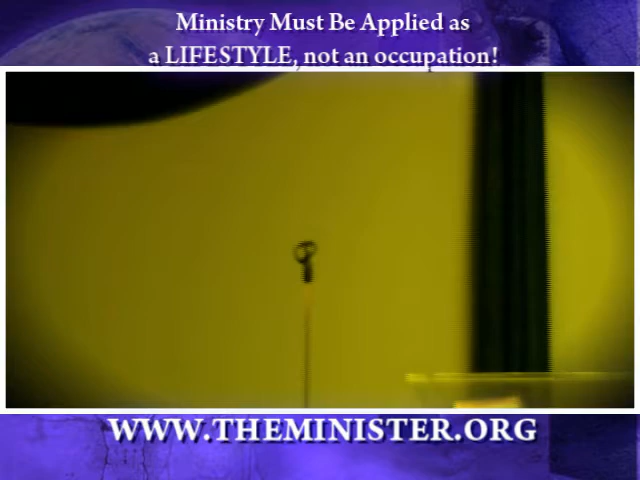 Ministry Must Be Applied as
a LIFESTYLE, not an occupation!
WWW.THEMINISTER.ORG